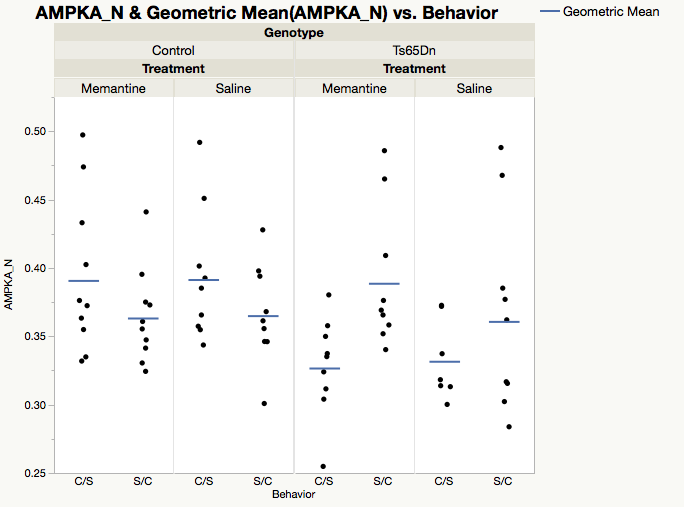 AMPKA_N & Geometric Mean(AMPKA_N) vs. Behavior
Geometric Mean
Genotype
Control Ts65Dn
Treatment Treatment
Memantine Saline Memantine Saline
0.50
0.45
0.40
0.35
0.30
0.25
AMPKA_N
C/S S/C C/S S/C C/S S/C C/S S/C
Behavior